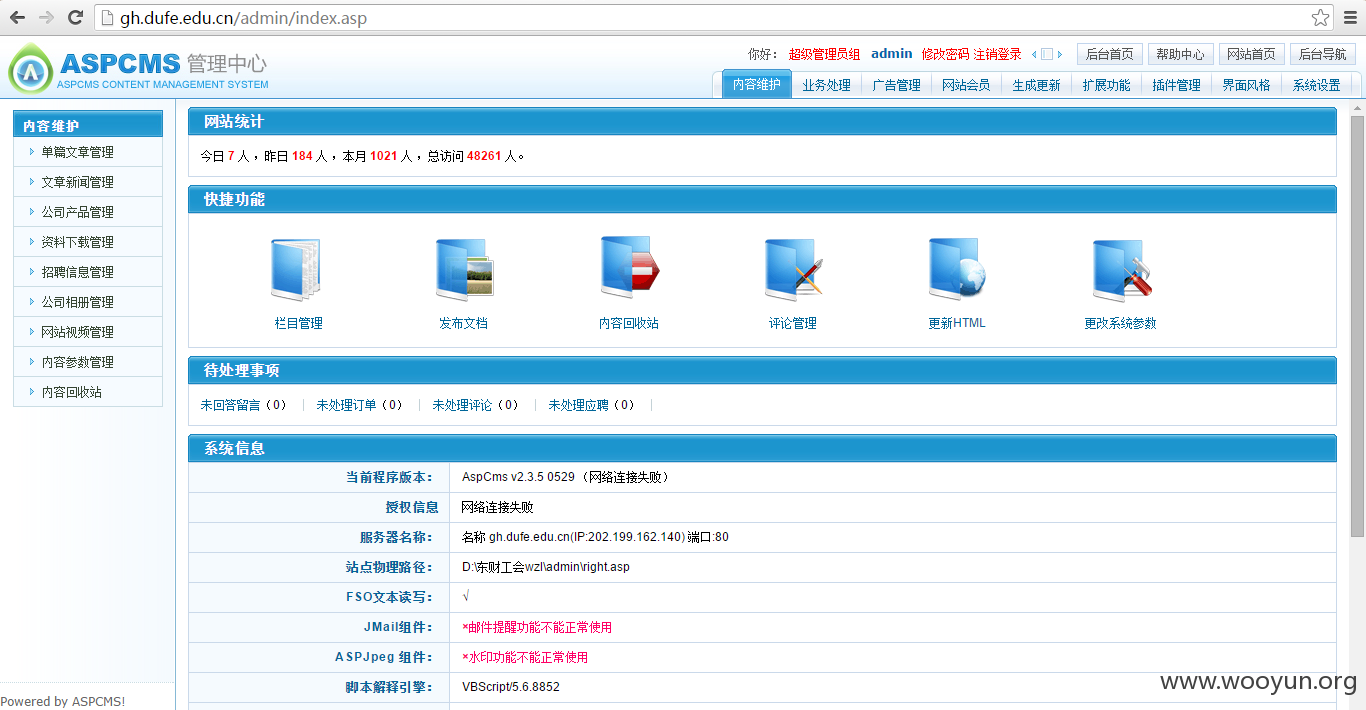 gh.dufe.edu.cn/admin/index.asp
ASPCMS 管理中心
ASPCMS CONTENT MANAGEMENT SYSTEM
你好： 超级管理员组 admin 修改密码 注销登录 后台首页 帮助中心 网站首页 后台导航
内容维护 业务处理 广告管理 网站会员 生成更新 扩展功能 插件管理 界面风格 系统设置
内容维护
单篇文章管理
文章新闻管理
公司产品管理
资料下载管理
招聘信息管理
公司相册管理
网站视频管理
内容参数管理
内容回收站
Powered by ASPCMS!
网站统计
今日 7 人 ，昨日 184 人 ，本月 1021 人 ，总访问 48261 人 。
快捷功能
栏目管理 发布文档 内容回收站 评论管理 更新HTML 更改系统参数
待处理事项
未回答留言（0） 未处理订单（0） 未处理评论（0） 未处理应聘（0）
系统信息
当前程序版本： AspCms v2.3.5 0529 （网络连接失败）
授权信息 网络连接失败
服务器名称： 名称 gh.dufe.edu.cn(IP:202.199.162.140) 端口:80
站点物理路径： D:\东财工会wzl\admin\right.asp
FSO文本读写： √
JMail组件： ×邮件提醒功能不能正常使用
ASPJpeg 组件： ×水印功能不能正常使用
脚本解释引擎： VBScript/5.6.8852
www.wooyun.org